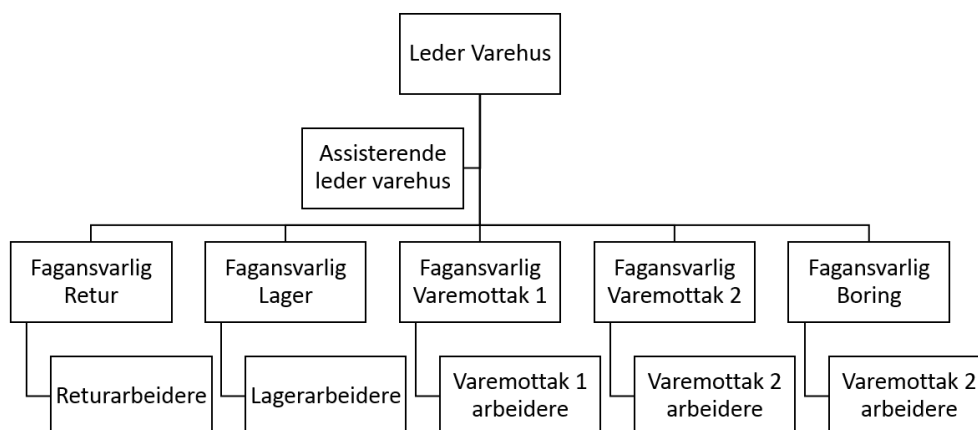 Leder Varehus
Assisterende
leder varehus
Fagansvarlig
Retur
Fagansvarlig
Lager
Fagansvarlig
Varemottak 1
Fagansvarlig
Varemottak 2
Fagansvarlig
Boring
Returarbeidere
Lagerarbeidere
Varemottak 1
arbeidere
Varemottak 2
arbeidere
Varemottak 2
arbeidere